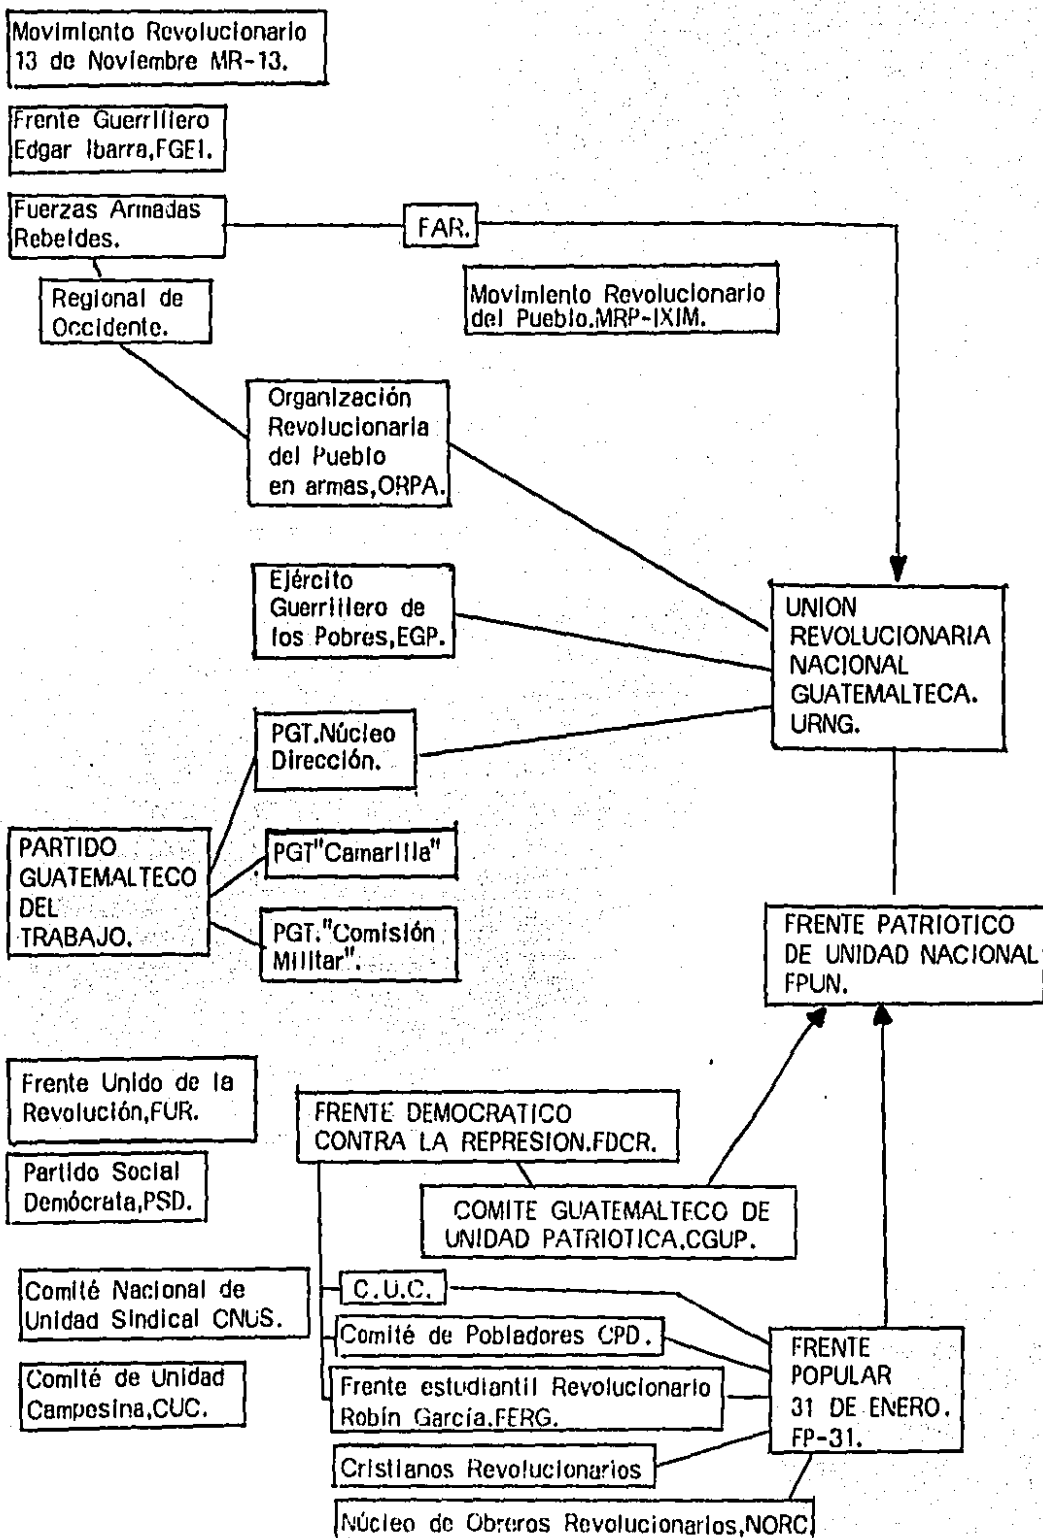 Movimiento Revolucionario
13 de Noviembre MR-13.
Frente Guerrillero
Edgar Ibarra,FGEI.
Fuerzas Armadas
Rebeldes.
FAR.
Regional de
Occidente.
Movimiento Revolucionario
del Pueblo.MRP-IXIM.
Organización
Revolucionaria
del Pueblo
en armas,ORPA.
Ejército
Guerrillero de
los Pobres,EGP.
UNION
REVOLUCIONARIA
NACIONAL
GUATEMALTECA.
URNG.
PGT.Núcleo
Dirección.
PARTIDO
GUATEMALTECO
DEL
TRABAJO.
PGT"Camarilla"
PGT."Comisión
Militar".
FRENTE PATRIOTICO
DE UNIDAD NACIONAL
FPUN.
Frente Unido de la
Revolución,FUR.
FRENTE DEMOCRATICO
CONTRA LA REPRESION.FDCR.
Partido Social
Demócrata,PSD.
COMITE GUATEMALTECO DE
UNIDAD PATRIOTICA,CGUP.
Comité Nacional de
Unidad Sindical CNUS.
C.U.C.
Comité de Pobladores CPD.
Comité de Unidad
Campesina,CUC.
Frente estudiantil Revolucionario
Robín García.FERG.
FRENTE
POPULAR
31 DE ENERO.
FP-31.
Cristianos Revolucionarios
Núcleo de Obreros Revolucionarios,NORC